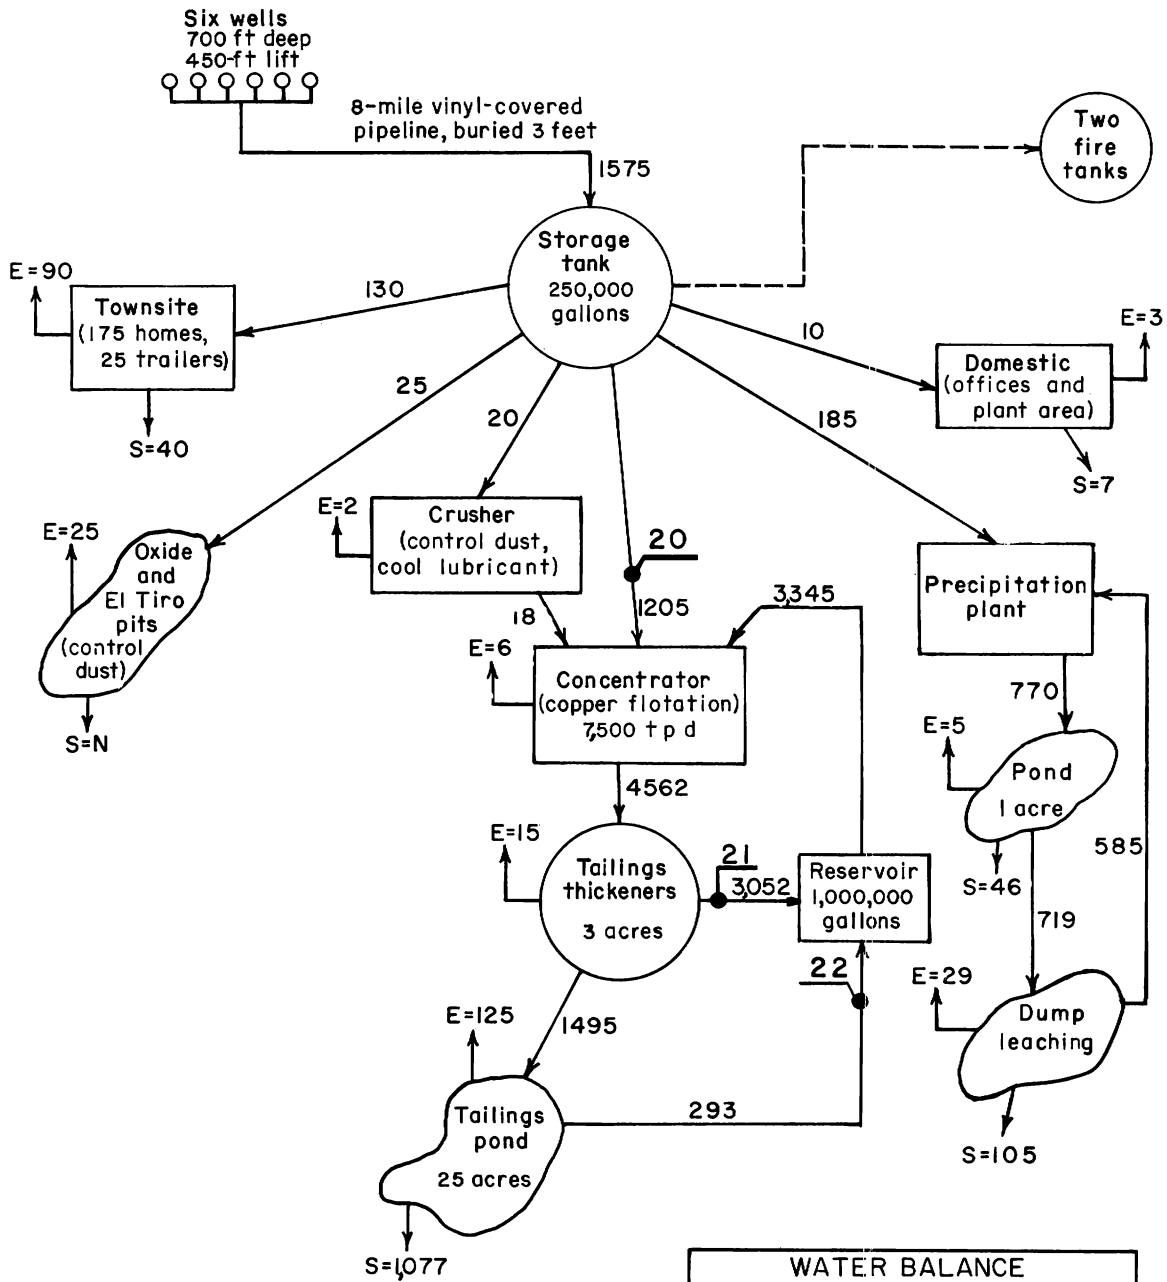 Six wells
700 ft deep
450-ft lift
8-mile vinyl-covered
pipeline, buried 3 feet
1575
Two
fire
tanks
Storage
tank
250,000
gallons
E=90
Townsite
(175 homes,
25 trailers)
S=40
130
25
20
10
185
E=3
Domestic
(offices and
plant area)
S=7
E=25
Oxide
and
El Tiro
pits
(control
dust)
S=N
E=2
Crusher
(control dust,
cool lubricant)
18
20
1205
3,345
Precipitation
plant
E=6
Concentrator
(copper flotation)
7,500 tpd
4562
770
E=5
Pond
1 acre
S=46
585
719
E=15
Tailings
thickeners
3 acres
21
3,052
Reservoir
1,000,000
gallons
22
E=29
Dump
leaching
S=105
1495
E=125
Tailings
pond
25 acres
293
S=1,077
WATER BALANCE